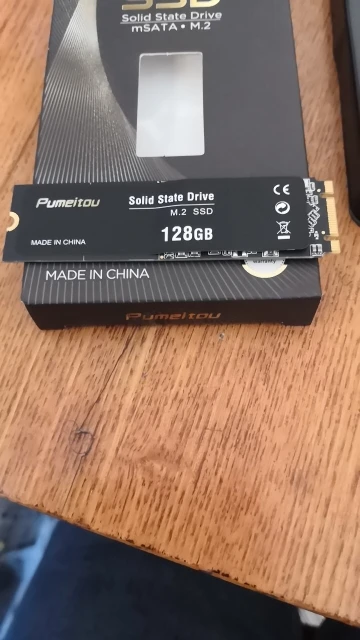 SSD
Solid State Drive
mSATA • M.2
Pumeitou
Solid State Drive
M.2 SSD
128GB
MADE IN CHINA
CE
MADE IN CHINA
warranty
Pumeitou